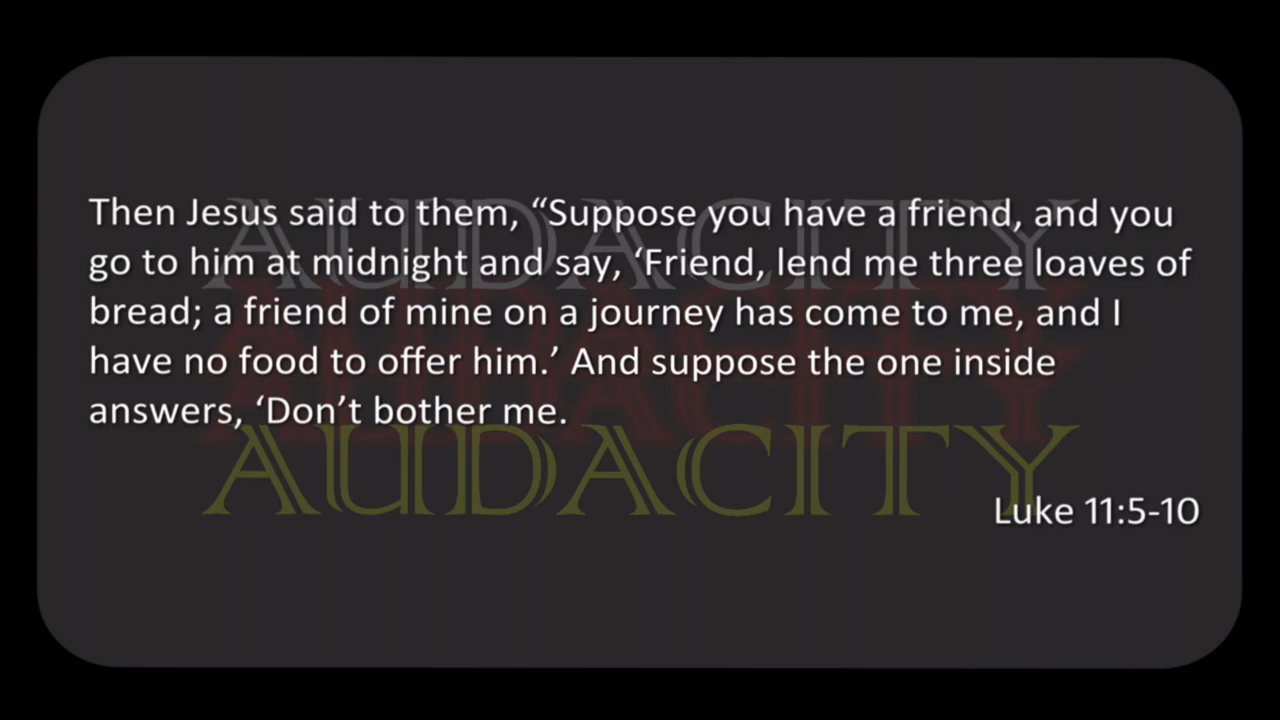 Then Jesus said to them, “Suppose you have a friend, and you
go to him at midnight and say, ‘Friend, lend me three loaves of
bread; a friend of mine on a journey has come to me, and I
have no food to offer him.’ And suppose the one inside
answers, ‘Don’t bother me.
Luke 11:5-10
AUDACITY
AUDACITY
AUDACITY